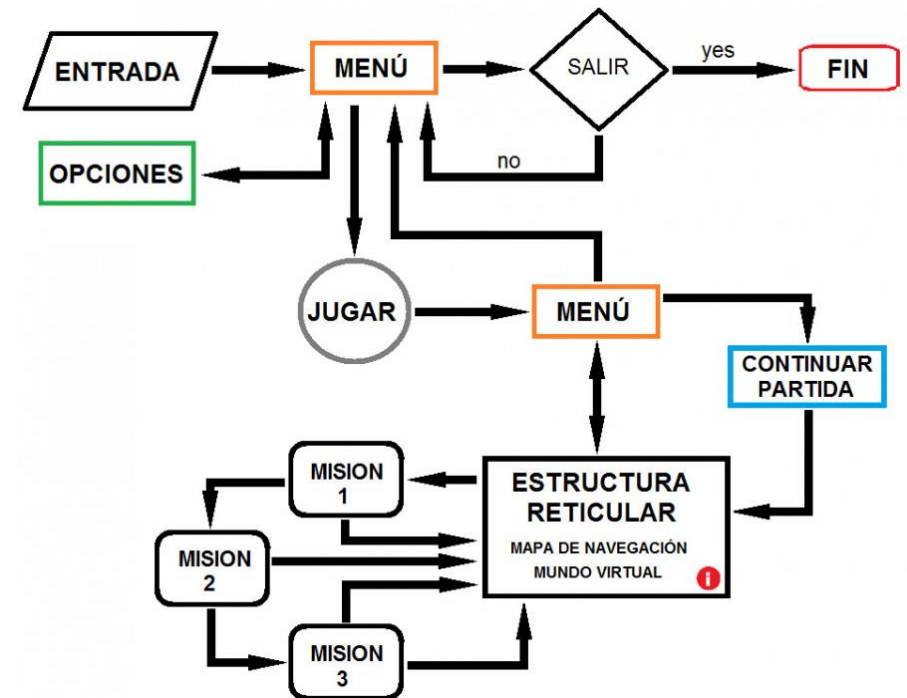 ENTRADA
MENÚ
SALIR
yes
FIN
OPCIONES
no
JUGAR
MENÚ
CONTINUAR
PARTIDA
MISION
1
ESTRUCTURA
RETICULAR
MAPA DE NAVEGACIÓN
MUNDO VIRTUAL
i
MISION
2
MISION
3